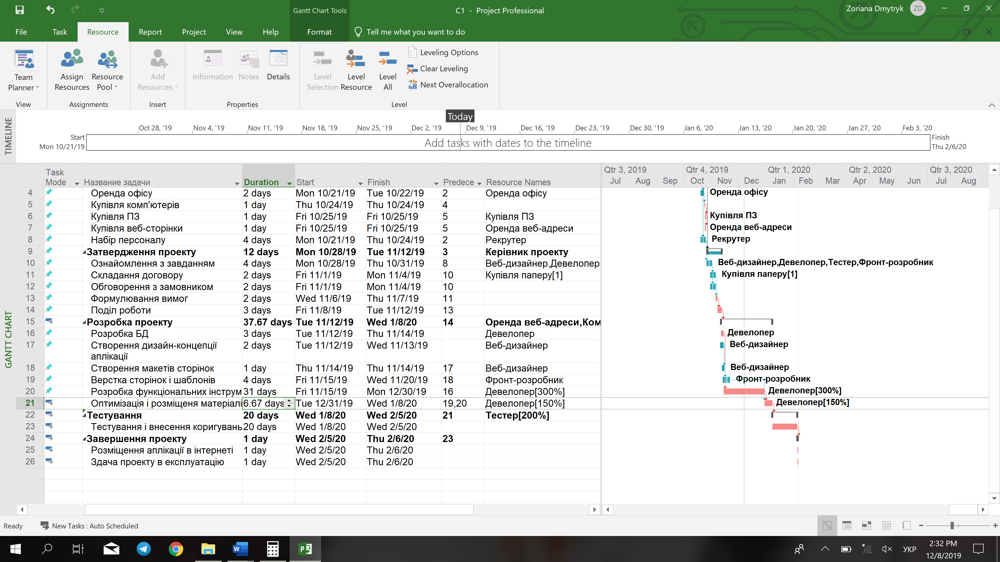 Gantt Chart Tools
C1 - Project Professional
Zoriana Dmytryk ZD
File Task Resource Report Project View Help Format Tell me what you want to do
Team Planner
Assign Resources
Resource Pool
Add Resources
Information
Notes
Details
Level Selection
Level Resource
Level All
Leveling Options
Clear Leveling
Next Overallocation
View Assignments Insert Properties Level
TIMELINE
Today
Oct 28, '19 Nov 4, '19 Nov 11, '19 Nov 18, '19 Nov 25, '19 Dec 2, '19 Dec 9, '19 Dec 16, '19 Dec 23, '19 Dec 30, '19 Jan 6, '20 Jan 13, '20 Jan 20, '20 Jan 27, '20 Feb 3, '20
Start
Mon 10/21/19
Add tasks with dates to the timeline
Finish
Thu 2/6/20
GANTT CHART
Task Mode Название задачи Duration Start Finish Predece Resource Names
Qtr 3, 2019 Qtr 4, 2019 Qtr 1, 2020 Qtr 2, 2020 Qtr 3, 2020
Jul Aug Sep Oct Nov Dec Jan Feb Mar Apr May Jun Jul Aug
4 Оренда офісу 2 days Mon 10/21/19 Tue 10/22/19 2 Оренда офісу Оренда офісу
5 Купівля комп'ютерів 1 day Thu 10/24/19 Thu 10/24/19 4
6 Купівля ПЗ 1 day Fri 10/25/19 Fri 10/25/19 5 Купівля ПЗ Купівля ПЗ
7 Купівля веб-сторінки 1 day Fri 10/25/19 Fri 10/25/19 5 Оренда веб-адреси Оренда веб-адреси
8 Набір персоналу 4 days Mon 10/21/19 Thu 10/24/19 2 Рекрутер Рекрутер
9 Затвердження проекту 12 days Mon 10/28/19 Tue 11/12/19 3 Керівник проекту
10 Ознайомлення з завданням 4 days Mon 10/28/19 Thu 10/31/19 8 Веб-дизайнер,Девелопер Веб-дизайнер,Девелопер,Тестер,Фронт-розробник
11 Складання договору 2 days Fri 11/1/19 Mon 11/4/19 10 Купівля паперу[1] Купівля паперу[1]
12 Обговорення з замовником 2 days Fri 11/1/19 Mon 11/4/19 10
13 Формулювання вимог 2 days Wed 11/6/19 Thu 11/7/19 11
14 Поділ роботи 3 days Fri 11/8/19 Tue 11/12/19 13
15 Розробка проекту 37.67 days Tue 11/12/19 Wed 1/8/20 14 Оренда веб-адреси,Ком
16 Розробка БД 3 days Tue 11/12/19 Thu 11/14/19 Девелопер Девелопер
17 Створення дизайн-концепції 2 days Tue 11/12/19 Wed 11/13/19 Веб-дизайнер Веб-дизайнер
аплікації
18 Створення макетів сторінок 1 day Thu 11/14/19 Thu 11/14/19 17 Веб-дизайнер Веб-дизайнер
19 Верстка сторінок і шаблонів 4 days Fri 11/15/19 Wed 11/20/19 18 Фронт-розробник Фронт-розробник
20 Розробка функціональних інструм 31 days Fri 11/15/19 Mon 12/30/19 16 Девелопер[300%] Девелопер[300%]
21 Оптимізація і розміщеня матеріалі 6.67 days Tue 12/31/19 Wed 1/8/20 19,20 Девелопер[150%] Девелопер[150%]
22 Тестування 20 days Wed 1/8/20 Wed 2/5/20 21 Тестер[200%]
23 Тестування і внесення коригувань 20 days Wed 1/8/20 Wed 2/5/20
24 Завершення проекту 1 day Wed 2/5/20 Thu 2/6/20 23
25 Розміщення аплікації в інтернеті 1 day Wed 2/5/20 Thu 2/6/20
26 Здача проекту в експлуатацію 1 day Wed 2/5/20 Thu 2/6/20
Ready New Tasks : Auto Scheduled
УКР 2:32 PM
12/8/2019